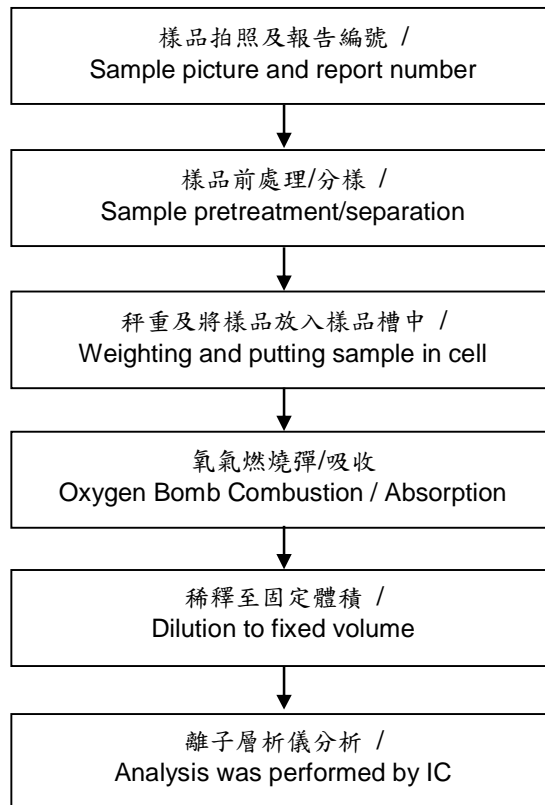 樣品拍照及報告編號 /
Sample picture and report number
樣品前處理/分樣 /
Sample pretreatment/separation
秤重及將樣品放入樣品槽中 /
Weighting and putting sample in cell
氧氣燃燒彈/吸收
Oxygen Bomb Combustion / Absorption
稀釋至固定體積 /
Dilution to fixed volume
離子層析儀分析 /
Analysis was performed by IC